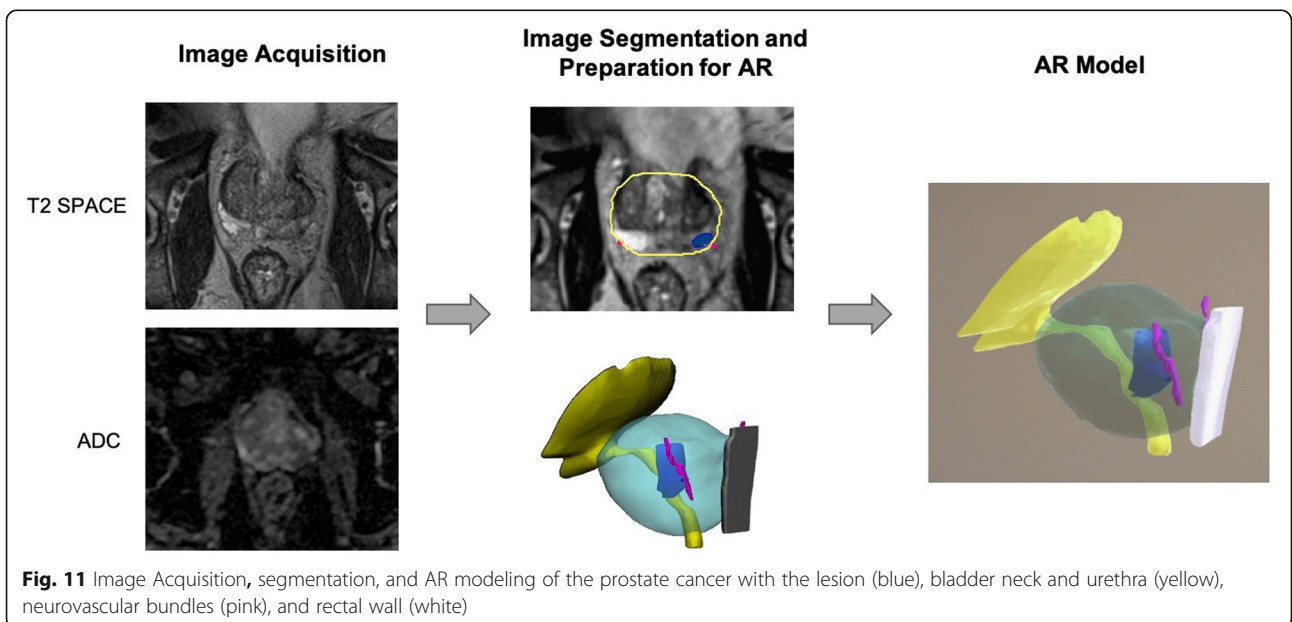 Image Acquisition
Image Segmentation and
Preparation for AR
AR Model
T2 SPACE
ADC
Fig. 11 Image Acquisition, segmentation, and AR modeling of the prostate cancer with the lesion (blue), bladder neck and urethra (yellow),
neurovascular bundles (pink), and rectal wall (white)